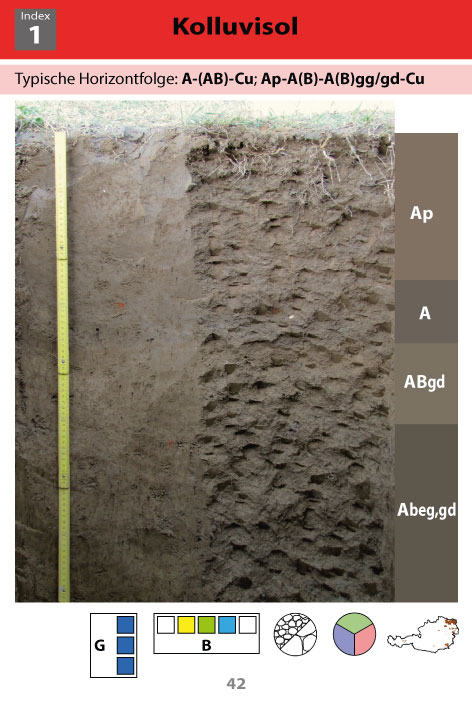 Index
1
Kolluvisol
Typische Horizontfolge: A-(AB)-Cu; Ap-A(B)-A(B)gg/gd-Cu
Ap
A
ABgd
Abeg,gd
G
B
42